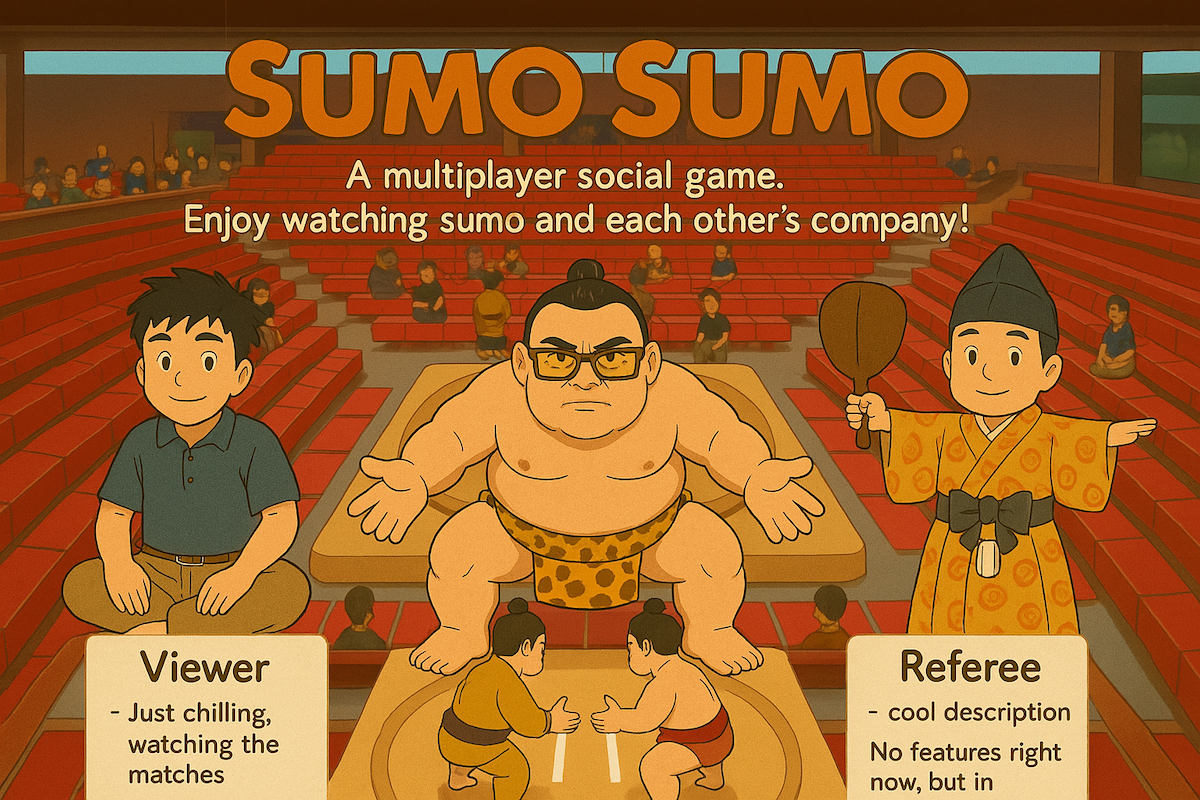 SUMO SUMO
A multiplayer social game.
Enjoy watching sumo and each other's company!
Viewer
- Just chilling,
watching the
matches
Referee
- cool description
No features right
now, but in